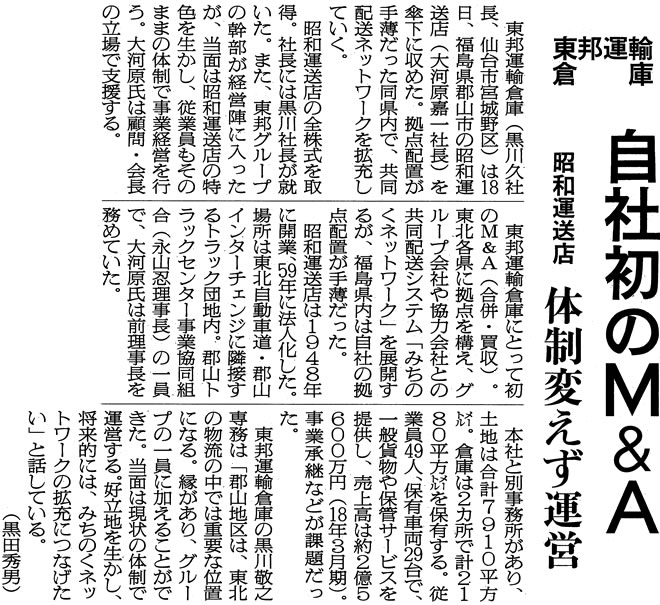 東邦運輸
倉庫
自社初のM&A
昭和運送店 体制変えず運営
東邦運輸倉庫(黒川久社
長、仙台市宮城野区)は18
日、福島県郡山市の昭和運
送店(大河原嘉一社長)を
傘下に収めた。拠点配置が
手薄だった同県内で、共同
配送ネットワークを拡充し
ていく。
昭和運送店の全株式を取
得。社長には黒川社長が就
いた。また、東邦グループ
の幹部が経営陣に入った
が、当面は昭和運送店の特
色を生かし、従業員もその
ままの体制で事業経営を行
う。大河原氏は顧問・会長
の立場で支援する。
東邦運輸倉庫にとって初
のM&A(合併・買収)。
東北各県に拠点を構え、グ
ループ会社や協力会社との
共同配送システム「みちの
くネットワーク」を展開す
るが、福島県内は自社の拠
点配置が手薄だった。
昭和運送店は1948年
に開業、59年に法人化した。
場所は東北自動車道・郡山
インターチェンジに隣接す
るトラック団地内。郡山ト
ラックセンター事業協同組
合(永山忍理事長)の一員
で、大河原氏は前理事長を
務めていた。
本社と別事務所があり、
土地は合計7910平方
㍍。倉庫は2カ所で計21
80平方㍍を保有する。従
業員49人、保有車両29台で、
一般貨物や保管サービスを
提供し、売上高は約2億5
600万円(18年3月期)。
事業承継などが課題だっ
た。
東邦運輸倉庫の黒川敬之
専務は「郡山地区は、東北
の物流の中では重要な位置
になる。縁があり、グルー
プの一員に加えることがで
きた。当面は現状の体制で
運営する。好立地を生かし、
将来的には、みちのくネッ
トワークの拡充につなげた
い」と話している。
(黒田秀男)